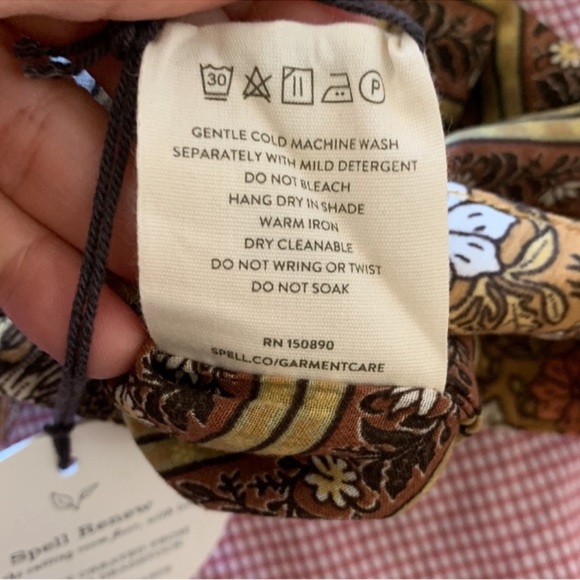 30
P
GENTLE COLD MACHINE WASH
SEPARATELY WITH MILD DETERGENT
DO NOT BLEACH
HANG DRY IN SHADE
WARM IRON
DRY CLEANABLE
DO NOT WRING OR TWIST
DO NOT SOAK
RN 150890
SPELL.CO/GARMENTCARE
Spell Renew